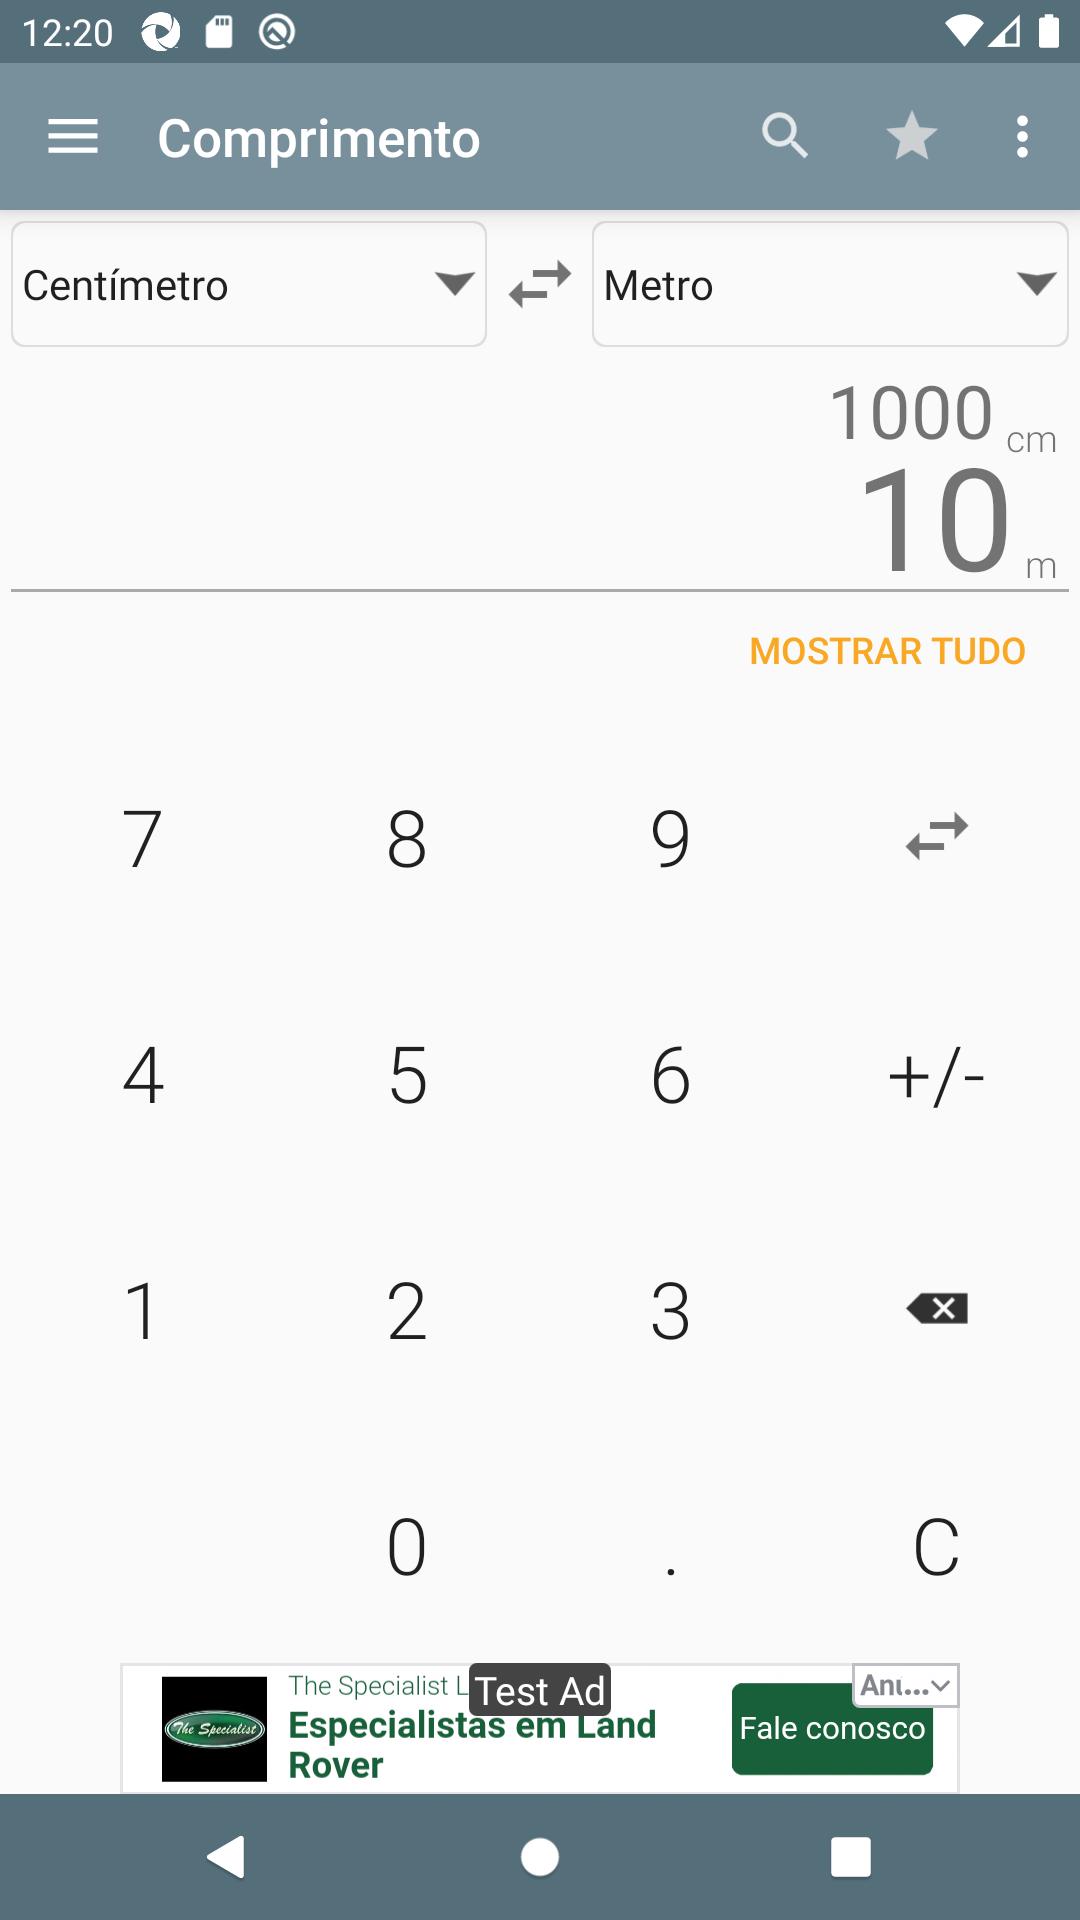 12:20
Comprimento
Centímetro
Metro
1000 cm
10 m
MOSTRAR TUDO
7 8 9
4 5 6 +/-
1 2 3
0 . C
The Specialist L
Test Ad
Anu...
Especialistas em Land
Rover
Fale conosco
The Specialist